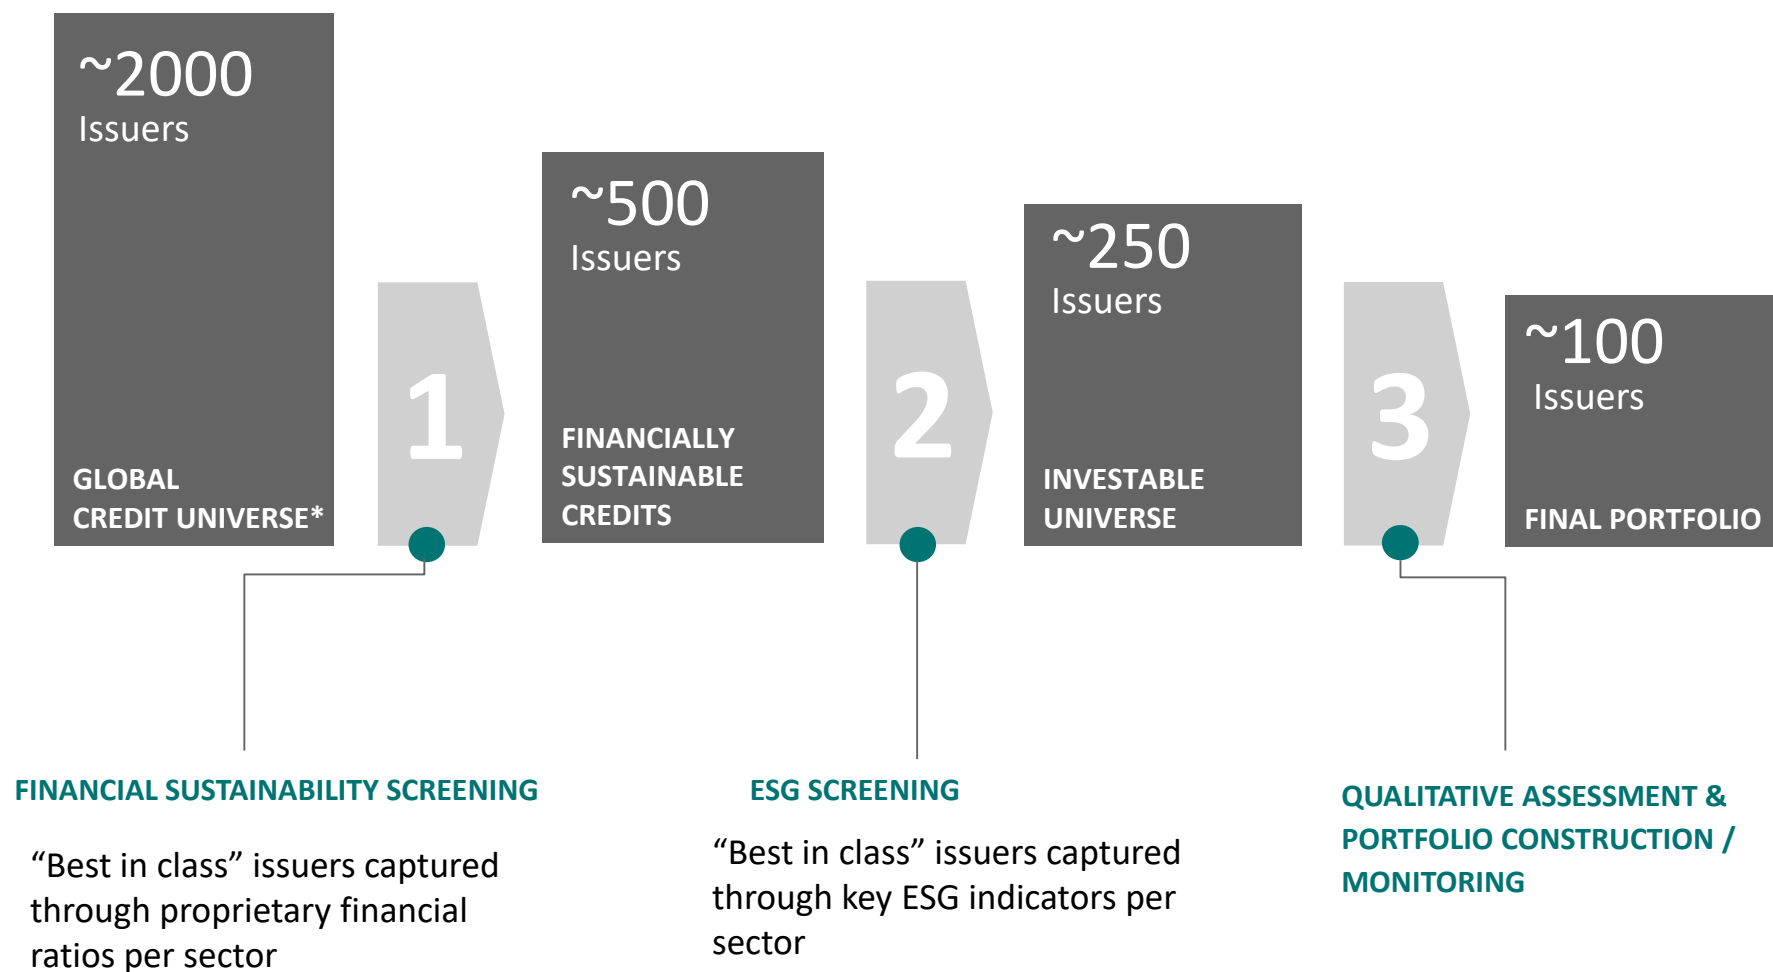 ~2000
Issuers
GLOBAL
CREDIT UNIVERSE*
1
~500
Issuers
FINANCIALLY
SUSTAINABLE
CREDITS
2
~250
Issuers
INVESTABLE
UNIVERSE
3
~100
Issuers
FINAL PORTFOLIO
FINANCIAL SUSTAINABILITY SCREENING
“Best in class” issuers captured
through proprietary financial
ratios per sector
ESG SCREENING
“Best in class” issuers captured
through key ESG indicators per
sector
QUALITATIVE ASSESSMENT &
PORTFOLIO CONSTRUCTION /
MONITORING